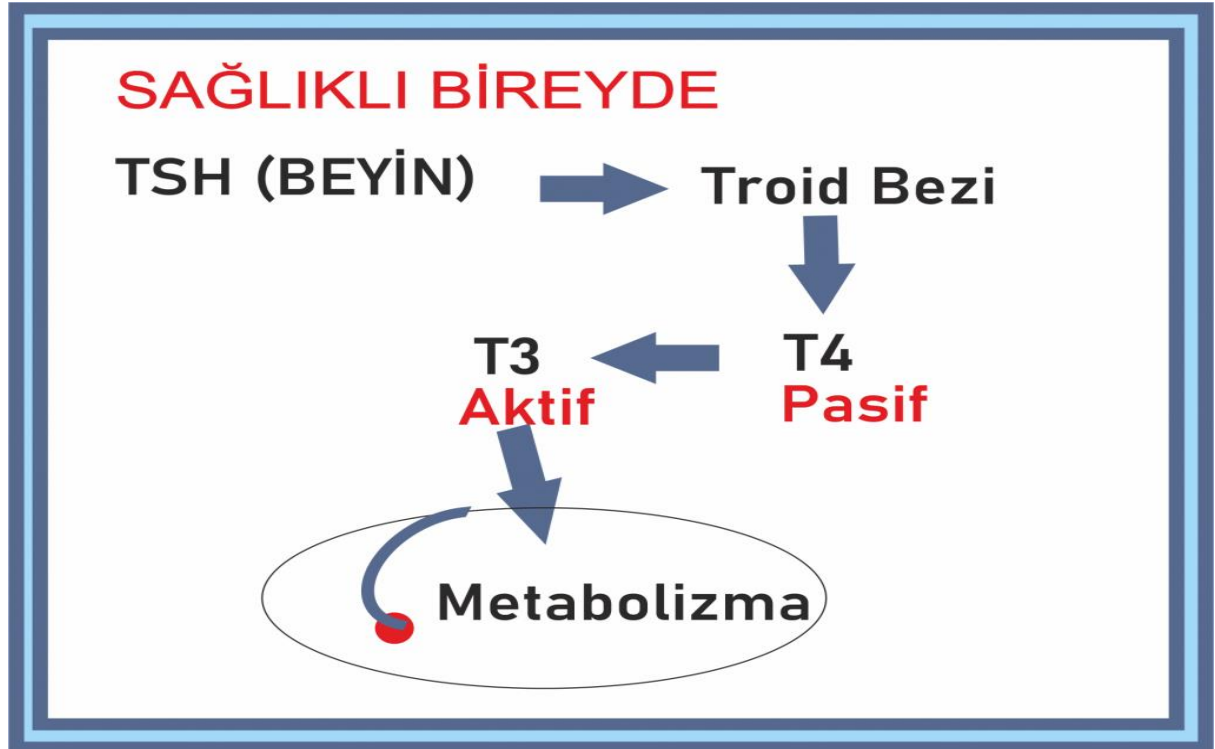 SAĞLIKLI BİREYDE
TSH (BEYİN)
Troid Bezi
T4
Pasif
T3
Aktif
Metabolizma